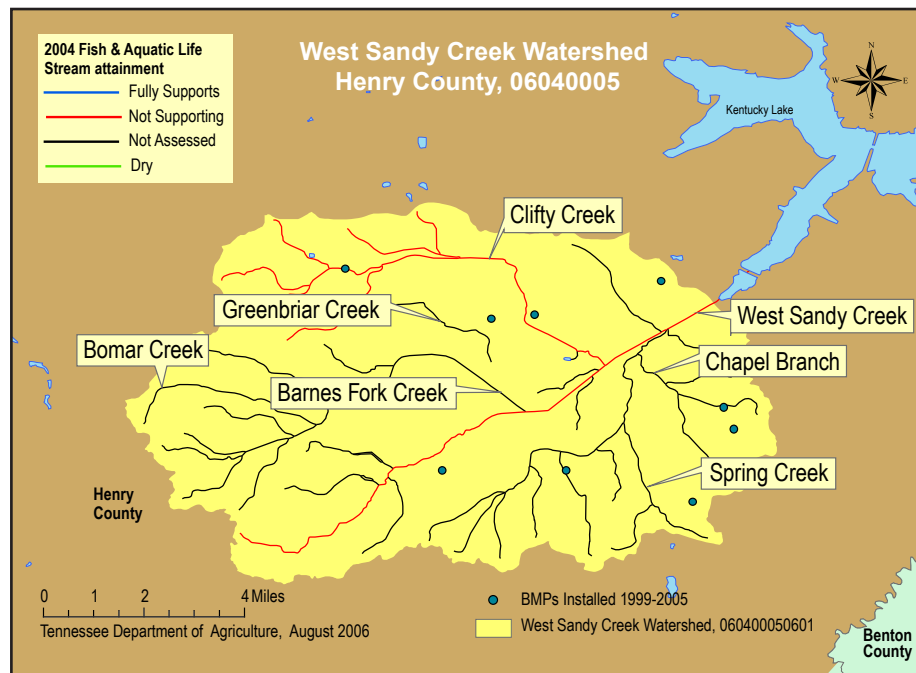 2004 Fish & Aquatic Life
Stream attainment
Fully Supports
Not Supporting
Not Assessed
Dry
West Sandy Creek Watershed
Henry County, 06040005
N
W
E
S
Kentucky Lake
Clifty Creek
Greenbriar Creek
West Sandy Creek
Bomar Creek
Chapel Branch
Barnes Fork Creek
Spring Creek
Henry
County
0 1 2 4 Miles
Tennessee Department of Agriculture, August 2006
BMPs Installed 1999-2005
West Sandy Creek Watershed, 060400050601
Benton
County